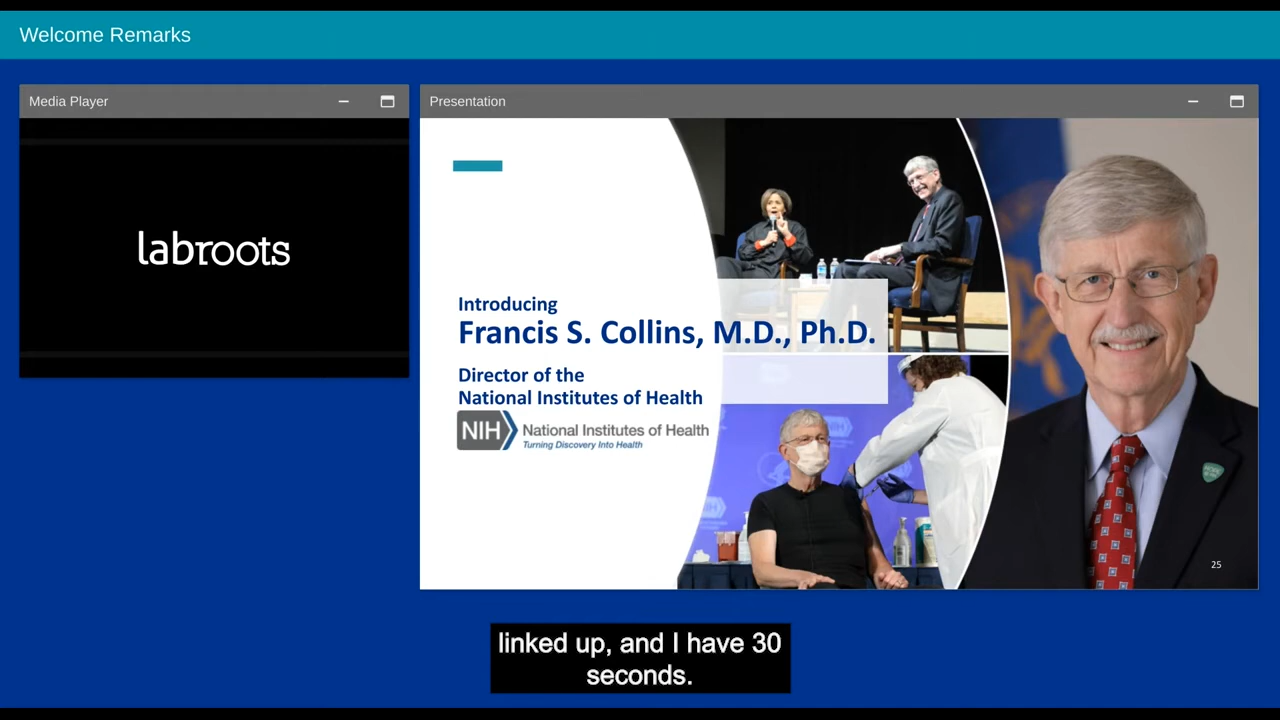 Welcome Remarks
Media Player
Presentation
labroots
Introducing
Francis S. Collins, M.D., Ph.D.
Director of the
National Institutes of Health
NIH National Institutes of Health
Turning Discovery Into Health
NIH
25
linked up, and I have 30
seconds.